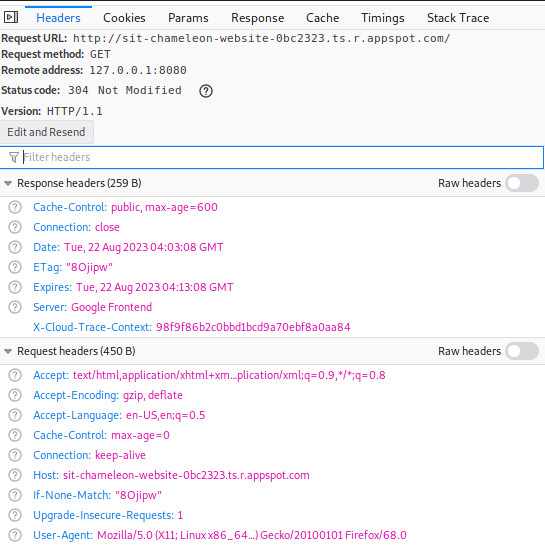 Headers Cookies Params Response Cache Timings Stack Trace
Request URL: http://sit-chameleon-website-0bc2323.ts.r.appspot.com/
Request method: GET
Remote address: 127.0.0.1:8080
Status code: 304 Not Modified ?
Version: HTTP/1.1
Edit and Resend
Filter headers
Response headers (259 B) Raw headers
? Cache-Control: public, max-age=600
? Connection: close
? Date: Tue, 22 Aug 2023 04:03:08 GMT
? ETag: "8Ojipw"
? Expires: Tue, 22 Aug 2023 04:13:08 GMT
? Server: Google Frontend
X-Cloud-Trace-Context: 98f9f86b2c0bbd1bcd9a70ebf8a0aa84
Request headers (450 B) Raw headers
? Accept: text/html,application/xhtml+xm…plication/xml;q=0.9,*/*;q=0.8
? Accept-Encoding: gzip, deflate
? Accept-Language: en-US,en;q=0.5
? Cache-Control: max-age=0
? Connection: keep-alive
? Host: sit-chameleon-website-0bc2323.ts.r.appspot.com
? If-None-Match: "8Ojipw"
? Upgrade-Insecure-Requests: 1
? User-Agent: Mozilla/5.0 (X11; Linux x86_64…) Gecko/20100101 Firefox/68.0